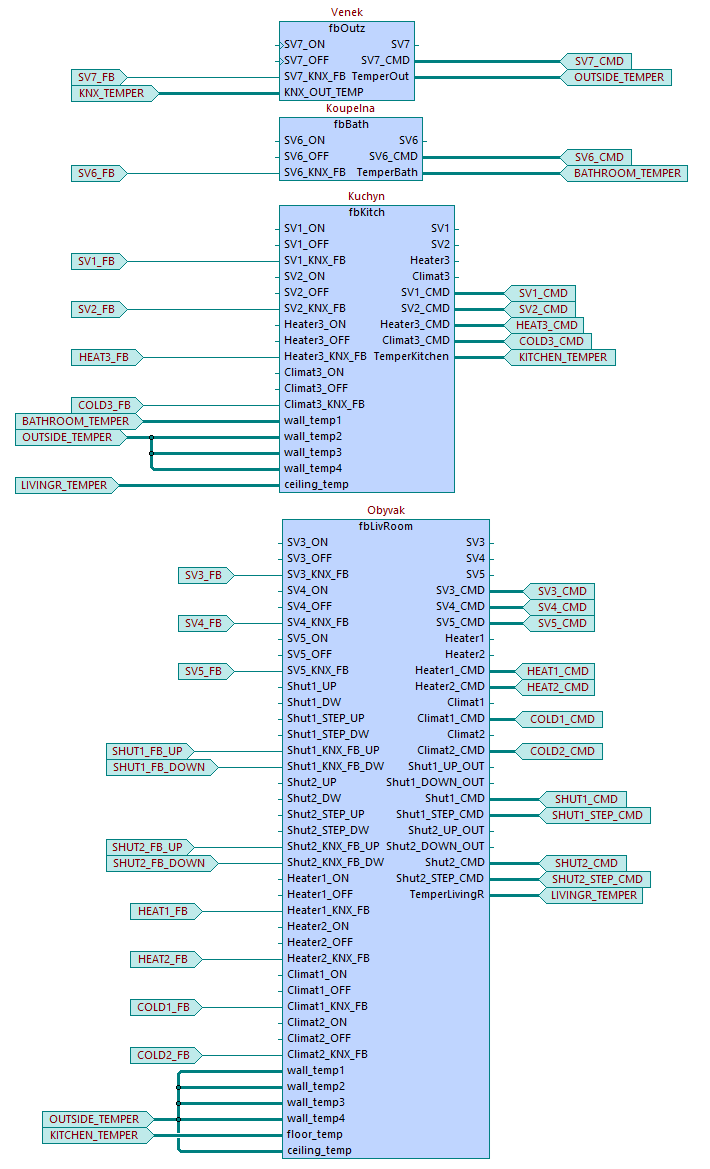 Venek
fbOutz
SV7_ON SV7
SV7_OFF SV7_CMD SV7_CMD
SV7_FB SV7_KNX_FB TemperOut OUTSIDE_TEMPER
KNX_TEMPER KNX_OUT_TEMP
Koupelna
fbBath
SV6_ON SV6
SV6_OFF SV6_CMD SV6_CMD
SV6_FB SV6_KNX_FB TemperBath BATHROOM_TEMPER
Kuchyn
fbKitch
SV1_ON SV1
SV1_OFF SV2
SV1_FB SV1_KNX_FB Heater3
SV2_ON Climat3
SV2_OFF SV1_CMD SV1_CMD
SV2_FB SV2_KNX_FB SV2_CMD SV2_CMD
Heater3_ON Heater3_CMD HEAT3_CMD
Heater3_OFF Climat3_CMD COLD3_CMD
HEAT3_FB Heater3_KNX_FB TemperKitchen KITCHEN_TEMPER
Climat3_ON
Climat3_OFF
COLD3_FB Climat3_KNX_FB
BATHROOM_TEMPER wall_temp1
OUTSIDE_TEMPER wall_temp2
wall_temp3
wall_temp4
LIVINGR_TEMPER ceiling_temp
Obyvak
fbLivRoom
SV3_ON SV3
SV3_OFF SV4
SV3_FB SV3_KNX_FB SV5
SV4_ON SV3_CMD SV3_CMD
SV4_OFF SV4_CMD SV4_CMD
SV4_FB SV4_KNX_FB SV5_CMD SV5_CMD
SV5_ON Heater1
SV5_OFF Heater2
SV5_FB SV5_KNX_FB Heater1_CMD HEAT1_CMD
Shut1_UP Heater2_CMD HEAT2_CMD
Shut1_DW Climat1
Shut1_STEP_UP Climat1_CMD COLD1_CMD
Shut1_STEP_DW Climat2
SHUT1_FB_UP Shut1_KNX_FB_UP Climat2_CMD COLD2_CMD
SHUT1_FB_DOWN Shut1_KNX_FB_DW Shut1_UP_OUT
Shut2_UP Shut1_DOWN_OUT
Shut2_DW Shut1_CMD SHUT1_CMD
Shut2_STEP_UP Shut1_STEP_CMD SHUT1_STEP_CMD
Shut2_STEP_DW Shut2_UP_OUT
SHUT2_FB_UP Shut2_KNX_FB_UP Shut2_DOWN_OUT
SHUT2_FB_DOWN Shut2_KNX_FB_DW Shut2_CMD SHUT2_CMD
Heater1_ON Shut2_STEP_CMD SHUT2_STEP_CMD
Heater1_OFF TemperLivingR LIVINGR_TEMPER
HEAT1_FB Heater1_KNX_FB
Heater2_ON
Heater2_OFF
HEAT2_FB Heater2_KNX_FB
Climat1_ON
Climat1_OFF
COLD1_FB Climat1_KNX_FB
Climat2_ON
Climat2_OFF
COLD2_FB Climat2_KNX_FB
wall_temp1
wall_temp2
wall_temp3
OUTSIDE_TEMPER wall_temp4
KITCHEN_TEMPER floor_temp
ceiling_temp